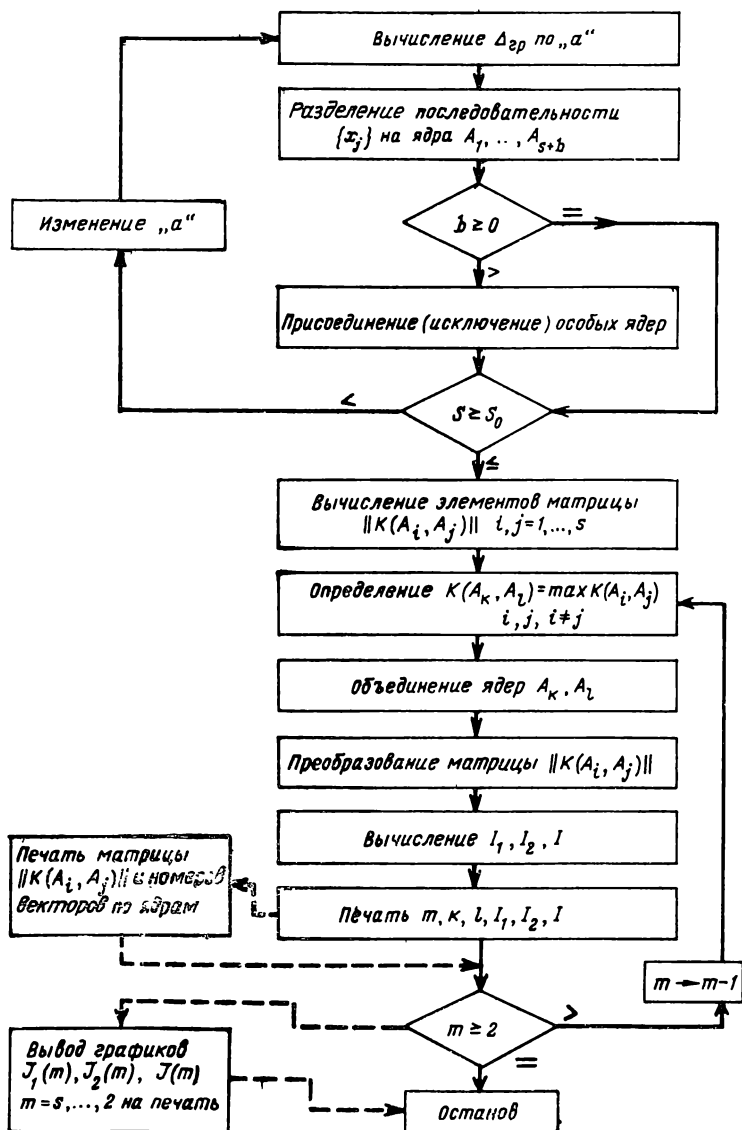 Вычисление Δгр по „а“
Разделение последовательности
{xj} на ядра A1, .., As+b
Изменение „а“
b ≥ 0
=
>
Присоединение (исключение) особых ядер
<
s ≥ S0
≤
Вычисление элементов матрицы
||K(Ai, Aj)|| i, j=1,...,s
Определение K(Aк, Al)=max K(Ai, Aj)
i, j, i≠j
Объединение ядер Aк, Al
Преобразование матрицы ||K(Ai, Aj)||
Вычисление I1, I2, I
Печать матрицы
||K(Ai, Aj)|| и номеров
векторов по ядрам
Печать m, к, l, I1, I2, I
m → m-1
m ≥ 2
>
=
Вывод графиков
J1(m), J2(m), J(m)
m=s,...,2 на печать
Останов